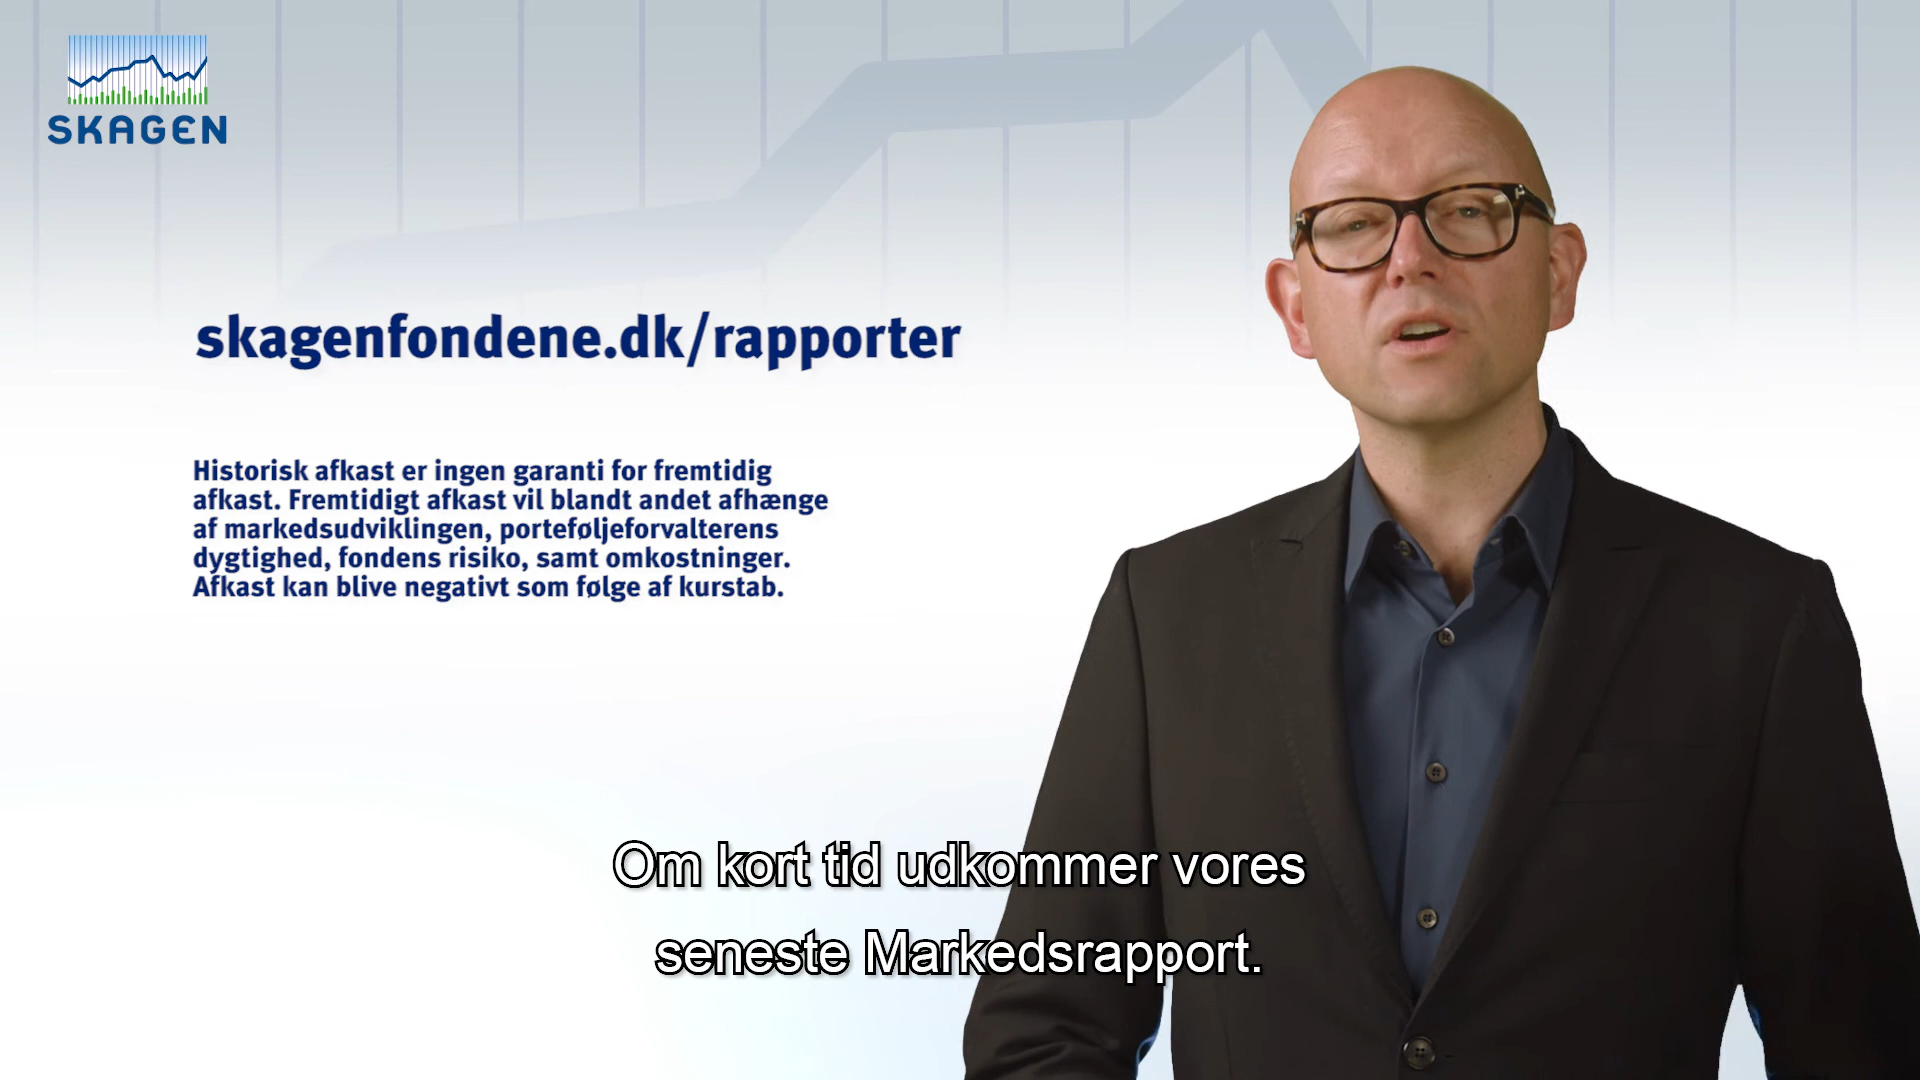 SKAGEN
skagenfondene.dk/rapporter
Historisk afkast er ingen garanti for fremtidig
afkast. Fremtidigt afkast vil blandt andet afhænge
af markedsudviklingen, porteføljeforvalterens
dygtighed, fondens risiko, samt omkostninger.
Afkast kan blive negativt som følge af kurstab.
Om kort tid udkommer vores
seneste Markedsrapport.